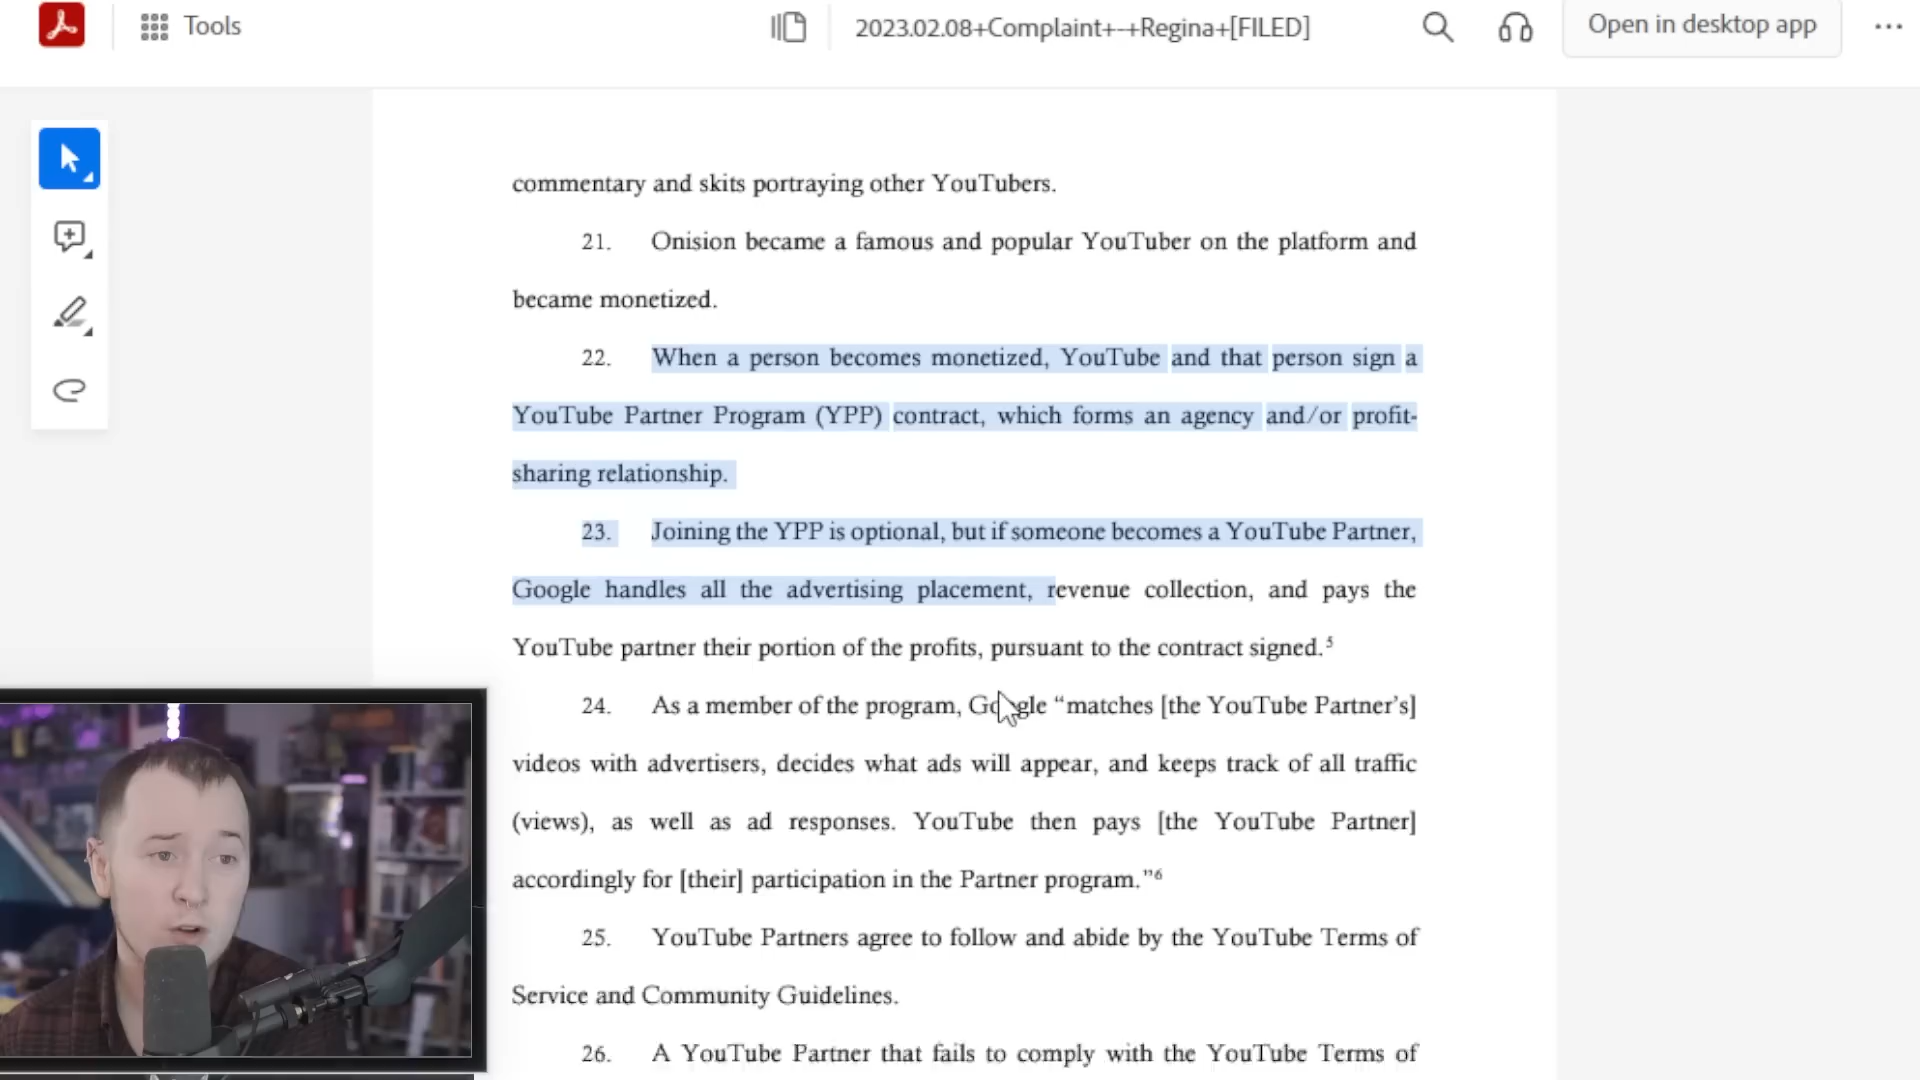 Tools
2023.02.08+Complaint+-+Regina+[FILED]
Open in desktop app
commentary and skits portraying other YouTubers.
21. Onision became a famous and popular YouTuber on the platform and
became monetized.
22. When a person becomes monetized, YouTube and that person sign a
YouTube Partner Program (YPP) contract, which forms an agency and/or profit-
sharing relationship.
23. Joining the YPP is optional, but if someone becomes a YouTube Partner,
Google handles all the advertising placement, revenue collection, and pays the
YouTube partner their portion of the profits, pursuant to the contract signed.5
24. As a member of the program, Google “matches [the YouTube Partner’s]
videos with advertisers, decides what ads will appear, and keeps track of all traffic
(views), as well as ad responses. YouTube then pays [the YouTube Partner]
accordingly for [their] participation in the Partner program.”6
25. YouTube Partners agree to follow and abide by the YouTube Terms of
Service and Community Guidelines.
26. A YouTube Partner that fails to comply with the YouTube Terms of